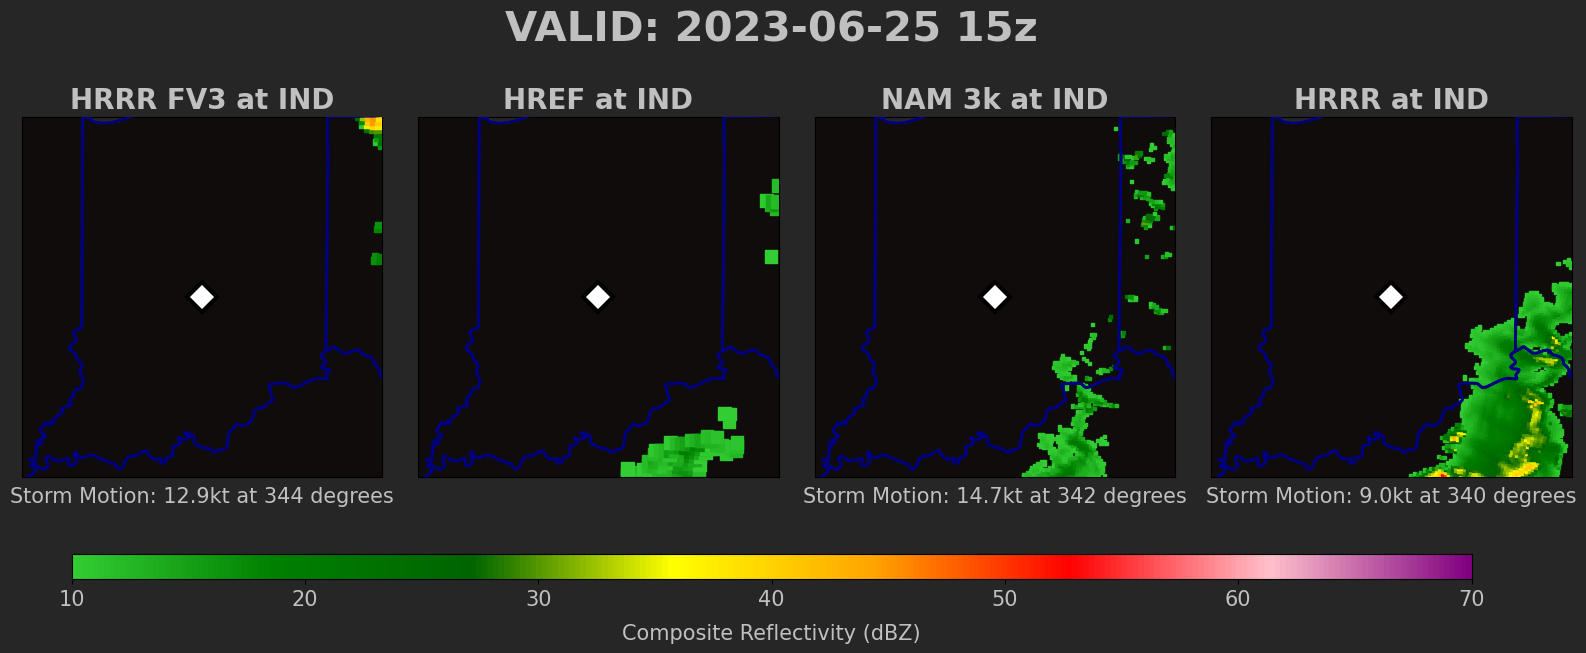 VALID: 2023-06-25 15z
HRRR FV3 at IND
HREF at IND
NAM 3k at IND
HRRR at IND
Storm Motion: 12.9kt at 344 degrees
Storm Motion: 14.7kt at 342 degrees
Storm Motion: 9.0kt at 340 degrees
10 20 30 40 50 60 70
Composite Reflectivity (dBZ)